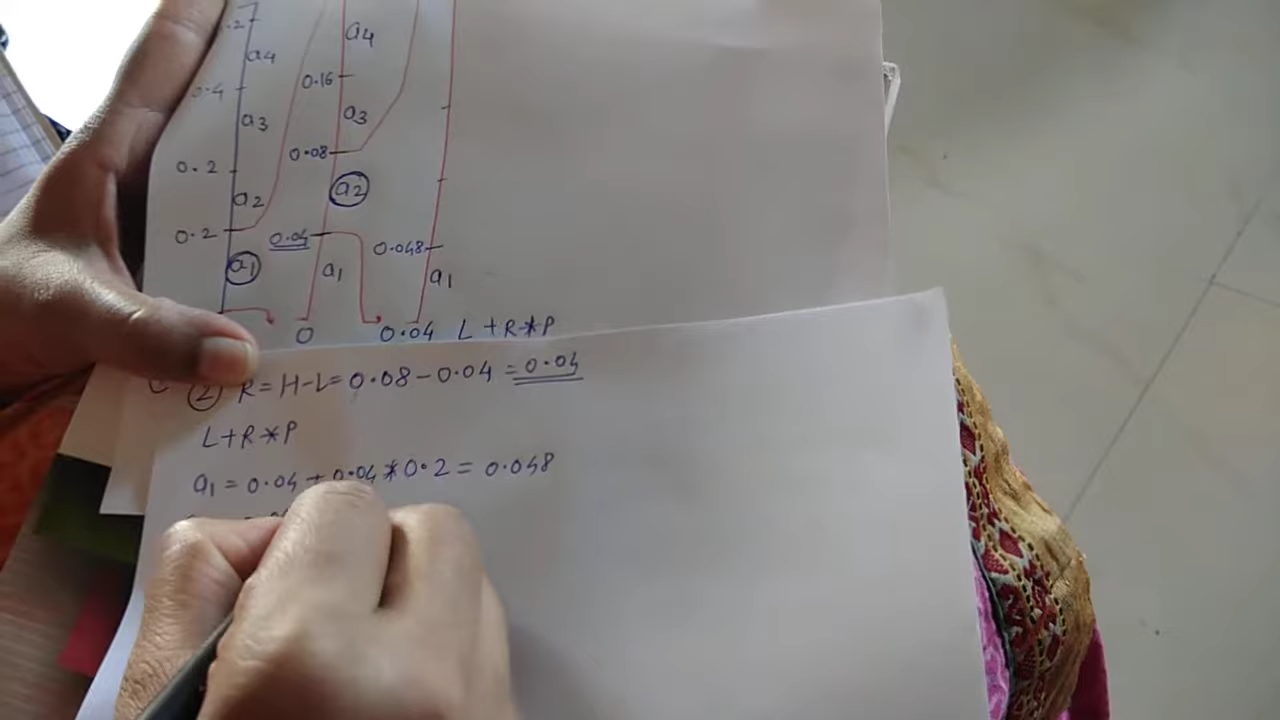 .2
a4
a4
0.16
0.4
a3
a3
0.08
0.2
a2
a2
0.2
0.04
0.048
a1
a1
a1
0 0.04 L+R*P
2 R=H-L=0.08-0.04=0.04
L+R*P
a1=0.04+0.04*0.2=0.048